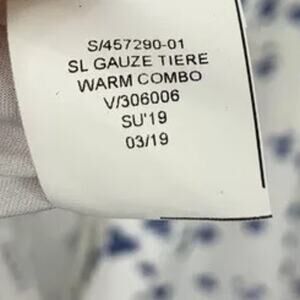 S/457290-01
SL GAUZE TIERE
WARM COMBO
V/306006
SU'19
03/19